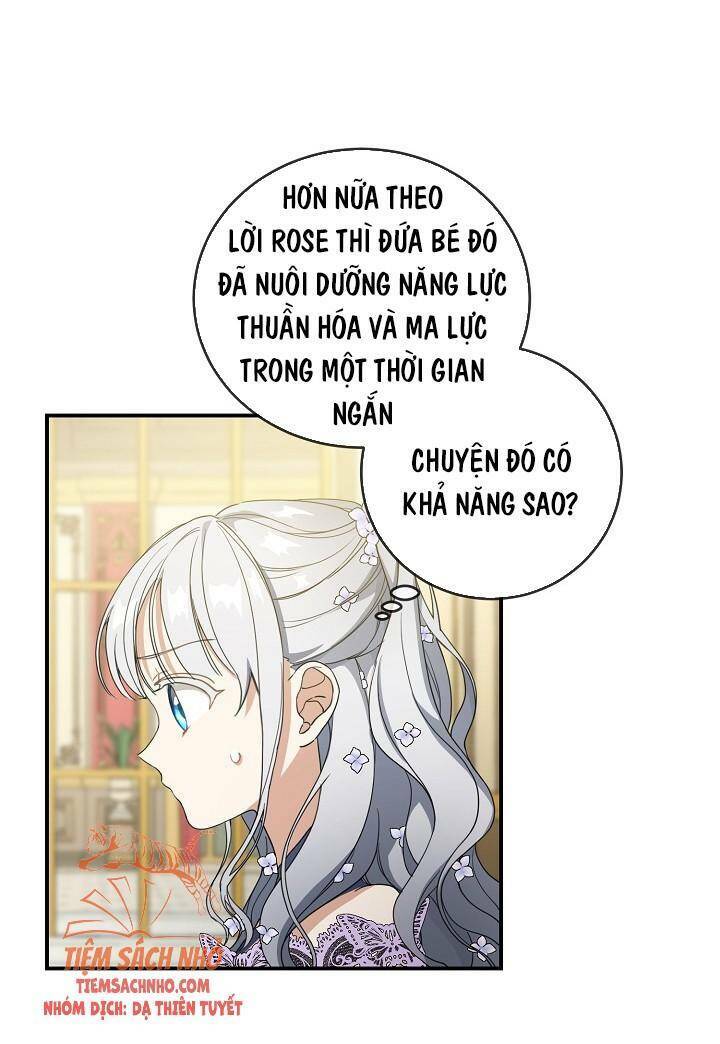 HƠN NỮA THEO
LỜI ROSE THÌ ĐỨA BÉ ĐÓ
ĐÃ NUÔI DƯỠNG NĂNG LỰC
THUẦN HÓA VÀ MA LỰC
TRONG MỘT THỜI GIAN
NGẮN
CHUYỆN ĐÓ CÓ
KHẢ NĂNG SAO?
TIỆM SÁCH NHỎ
TIEMSACHNHO.COM
NHÓM DỊCH: DẠ THIÊN TUYẾT